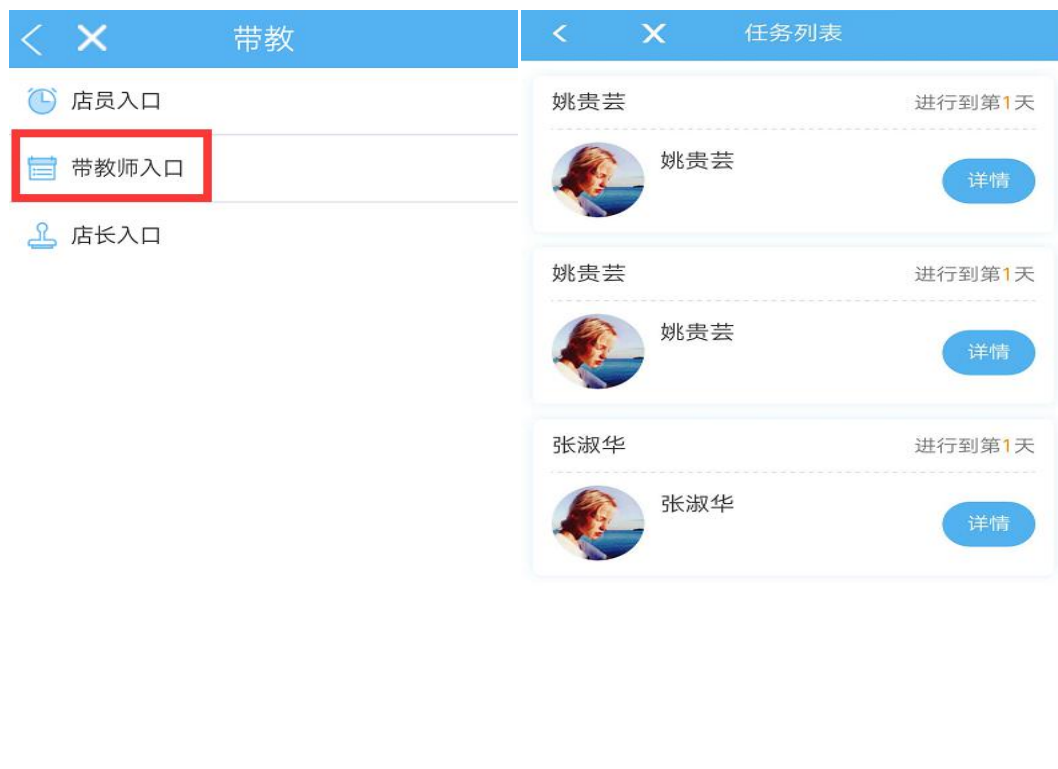 带教
店员入口
带教师入口
店长入口
任务列表
姚贵芸 进行到第1天
姚贵芸
详情
姚贵芸 进行到第1天
姚贵芸
详情
张淑华 进行到第1天
张淑华
详情